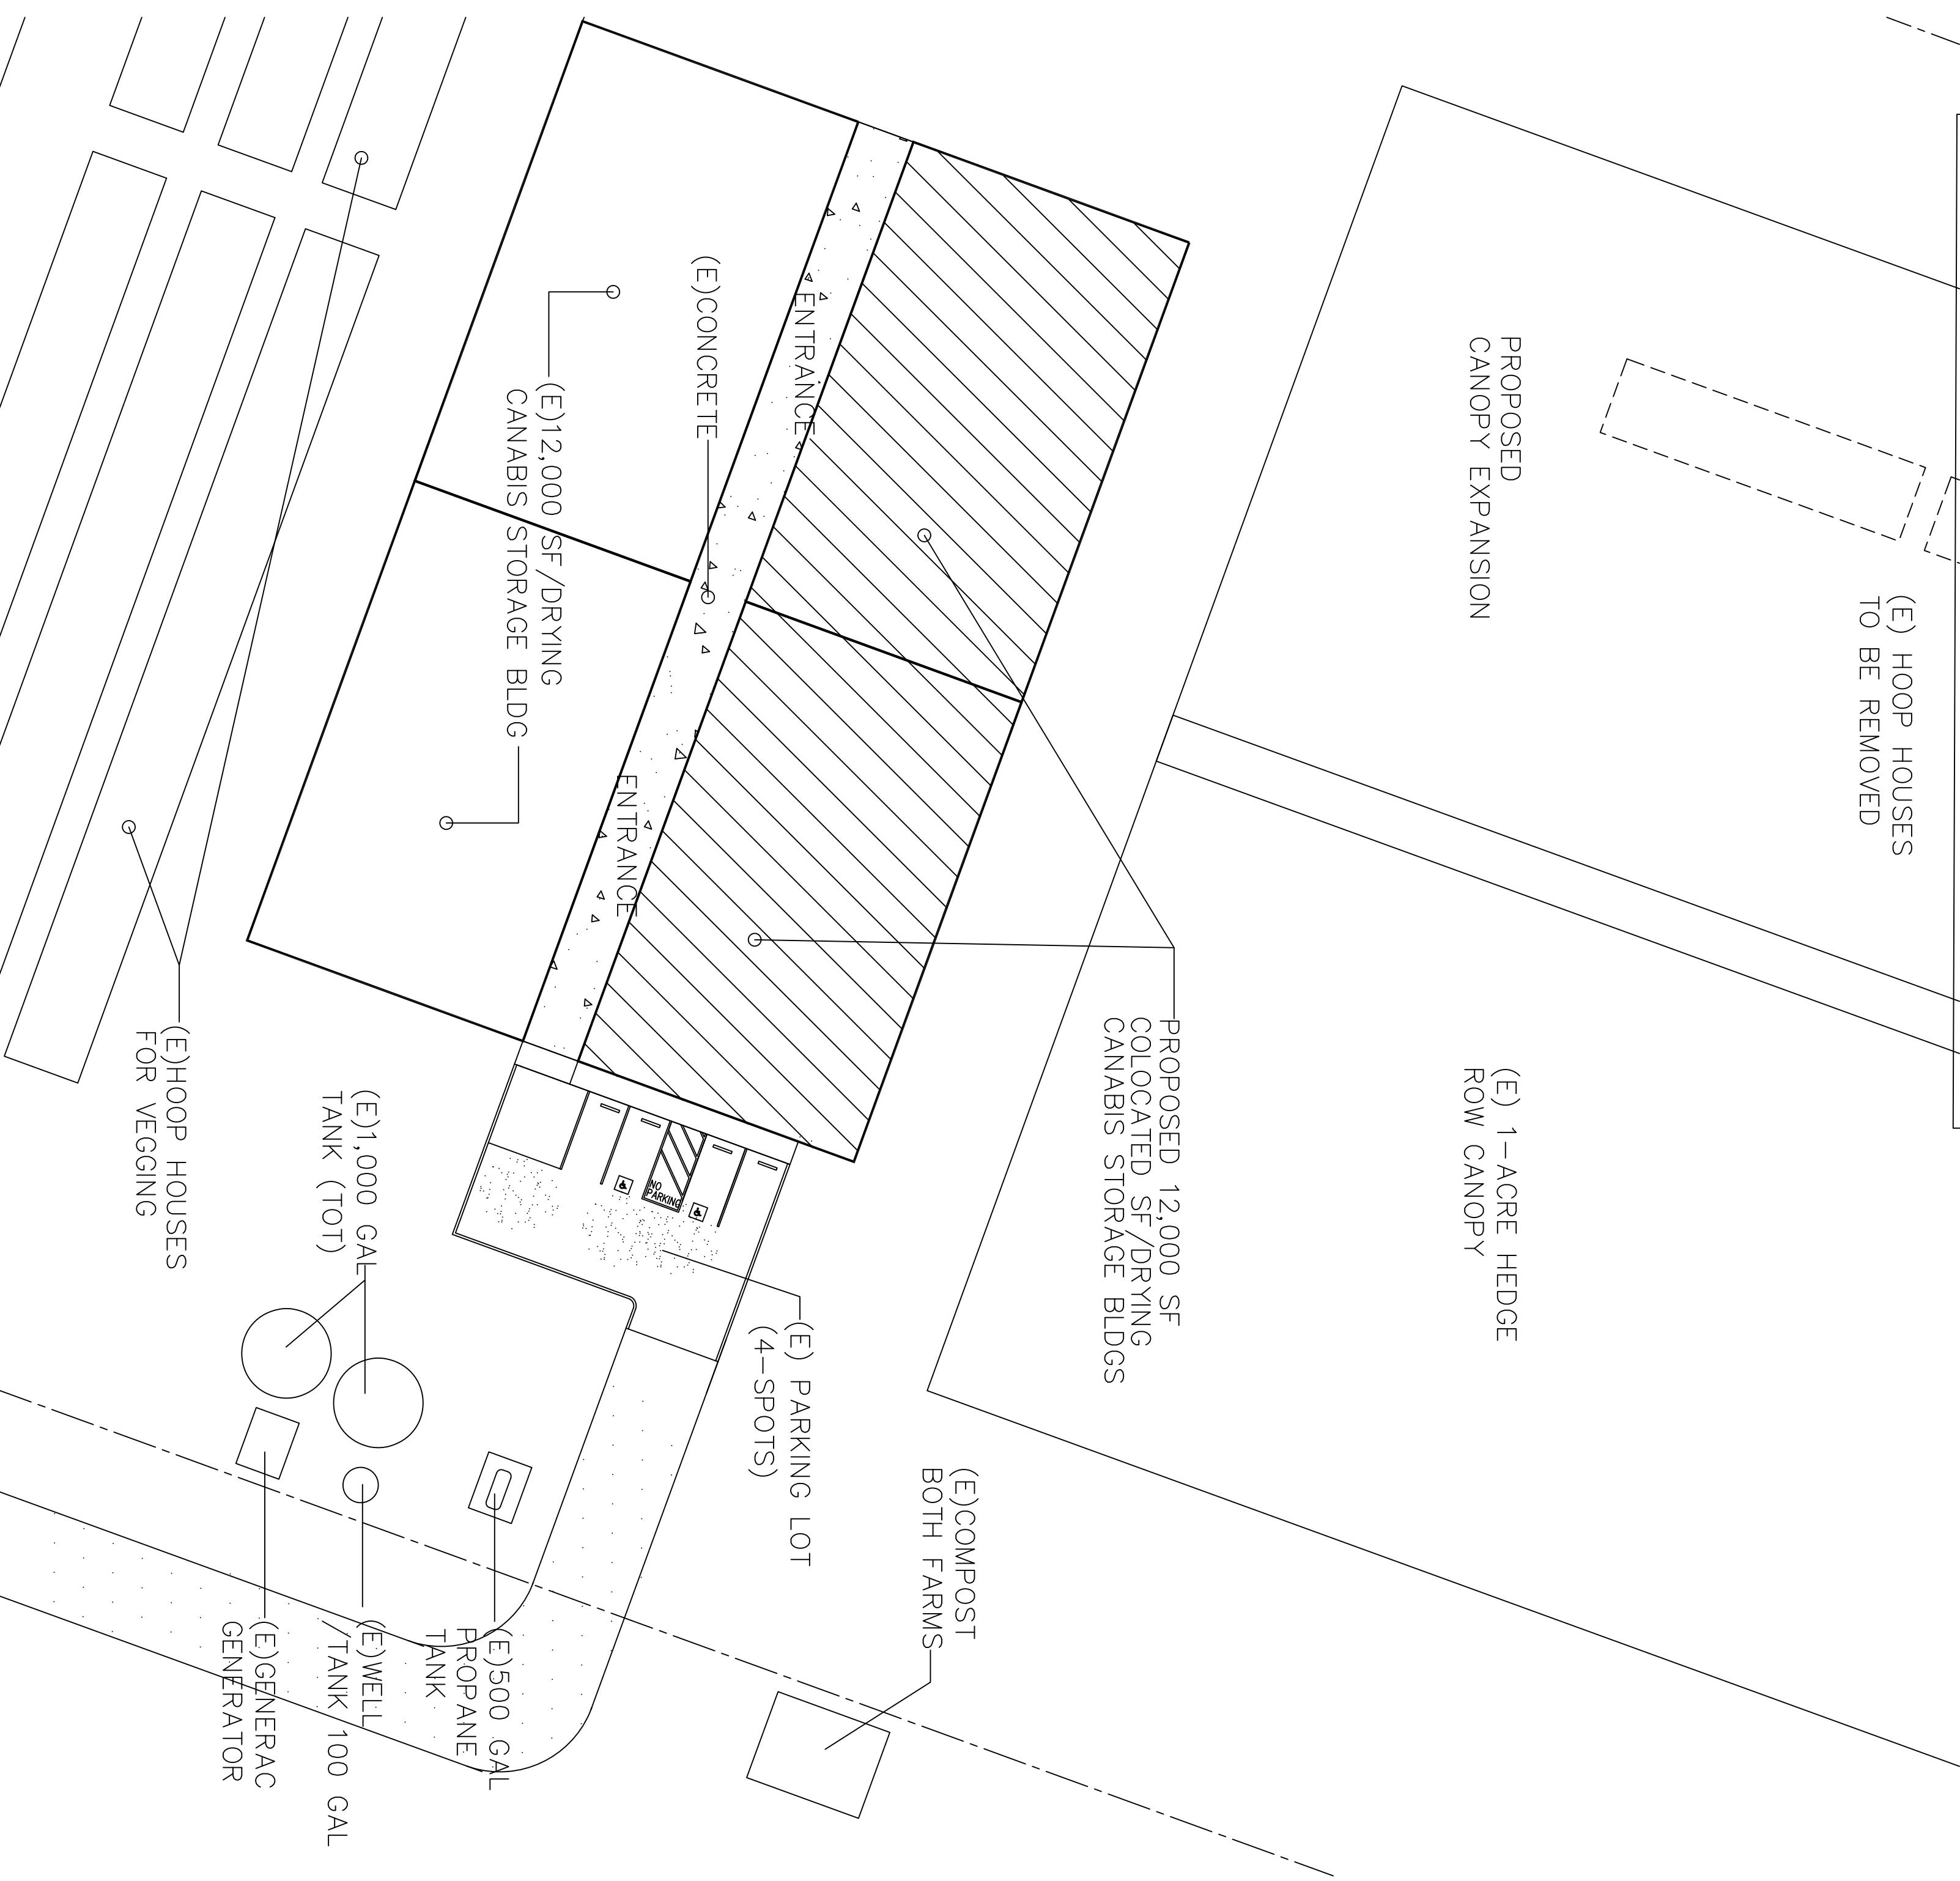 PROPOSED
CANOPY EXPANSION
(E) HOOP HOUSES
TO BE REMOVED
(E)CONCRETE
ENTRANCE
(E)12,000 SF/DRYING
CANABIS STORAGE BLDG
ENTRANCE
PROPOSED 12,000 SF
COLOCATED SF/DRYING
CANABIS STORAGE BLDGS
(E) 1-ACRE HEDGE
ROW CANOPY
(E)HOOP HOUSES
FOR VEGGING
(E)1,000 GAL
TANK (TOT)
NO
PARKING
(E) PARKING LOT
(4-SPOTS)
(E)COMPOST
BOTH FARMS
(E)500 GAL
PROPANE
TANK
(E)WELL
TANK 100 GAL
(E)GENERAC
GENERATOR